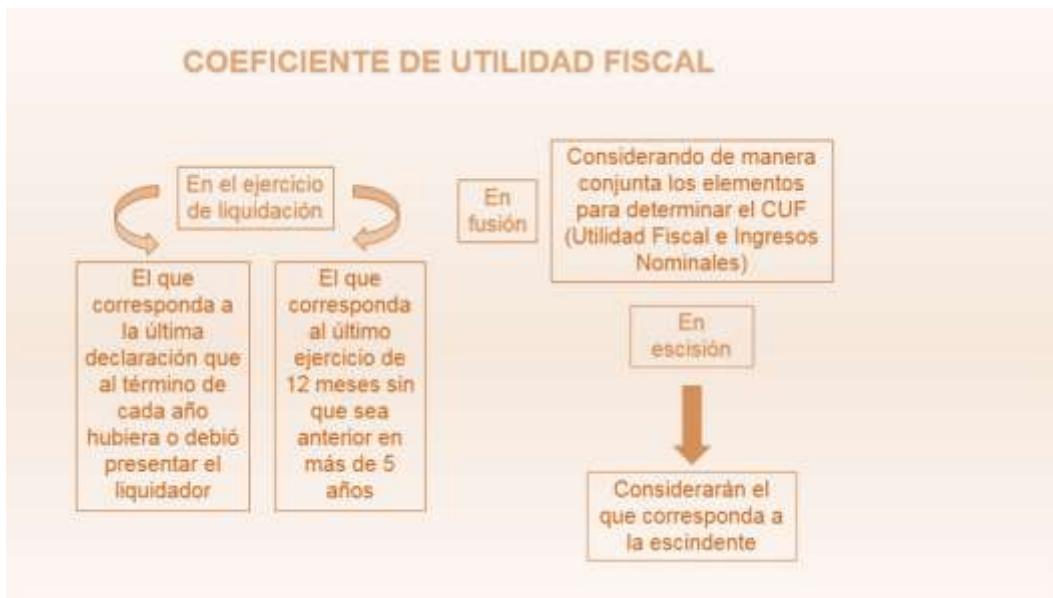 COEFICIENTE DE UTILIDAD FISCAL
En el ejercicio
de liquidación
El que
corresponda a
la última
declaración que
al término de
cada año
hubiera o debió
presentar el
liquidador
El que
corresponda
al último
ejercicio de
12 meses sin
que sea
anterior en
más de 5
años
En
fusión
Considerando de manera
conjunta los elementos
para determinar el CUF
(Utilidad Fiscal e Ingresos
Nominales)
En
escisión
Considerarán el
que corresponda a
la escindente